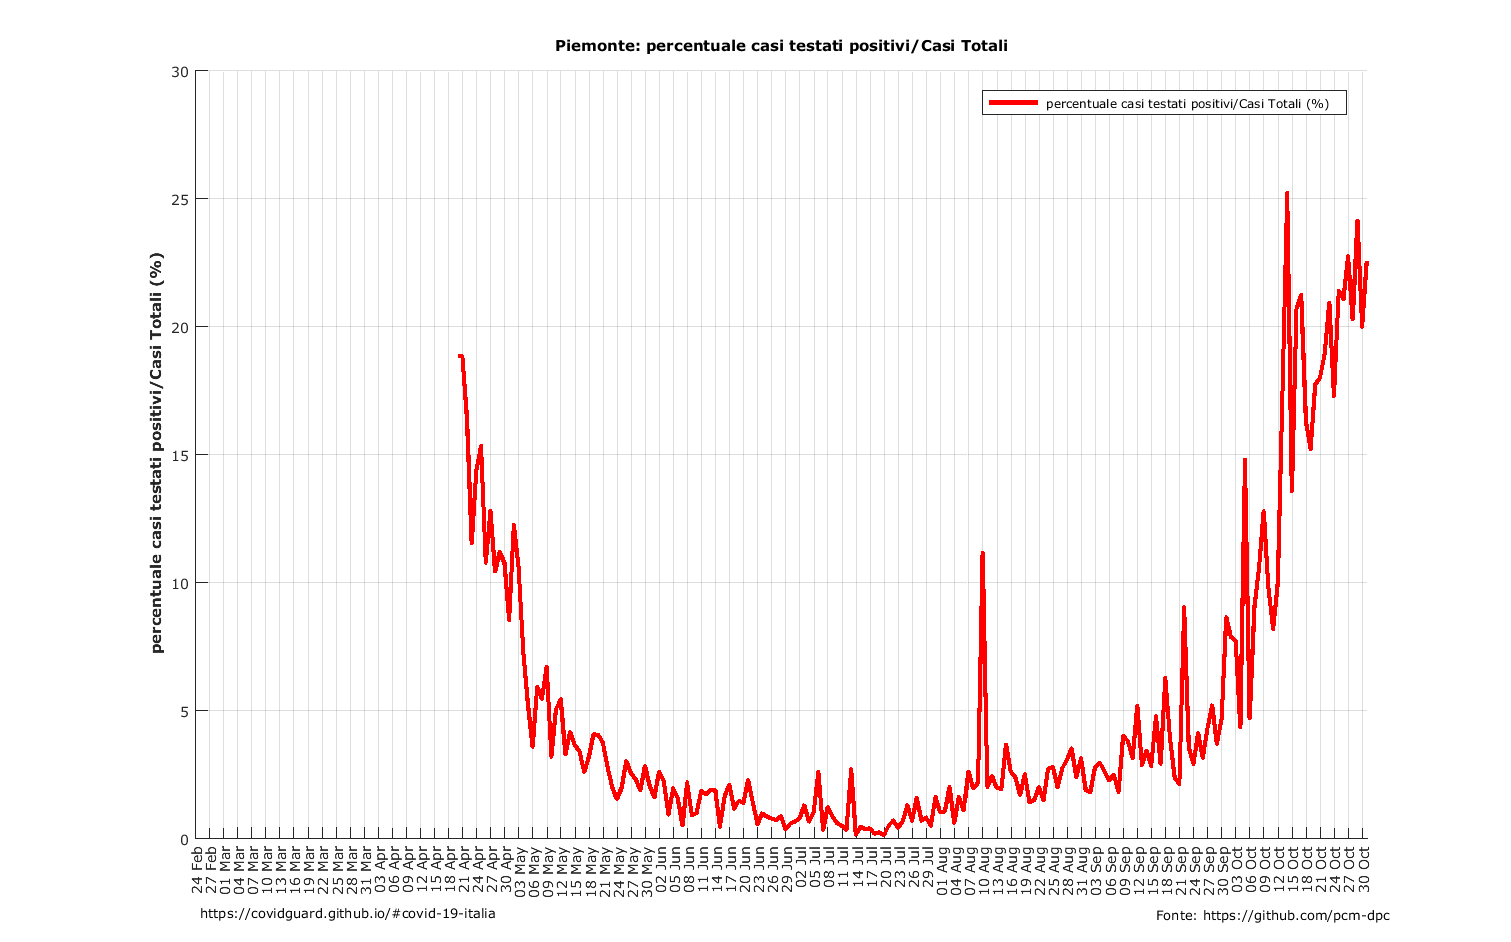 Piemonte: percentuale casi testati positivi/Casi Totali
percentuale casi testati positivi/Casi Totali (%)
percentuale casi testati positivi/Casi Totali (%)
30
25
20
15
10
5
0
24 Feb
27 Feb
01 Mar
04 Mar
07 Mar
10 Mar
13 Mar
16 Mar
19 Mar
22 Mar
25 Mar
28 Mar
31 Mar
03 Apr
06 Apr
09 Apr
12 Apr
15 Apr
18 Apr
21 Apr
24 Apr
27 Apr
30 Apr
03 May
06 May
09 May
12 May
15 May
18 May
21 May
24 May
27 May
30 May
02 Jun
05 Jun
08 Jun
11 Jun
14 Jun
17 Jun
20 Jun
23 Jun
26 Jun
29 Jun
02 Jul
05 Jul
08 Jul
11 Jul
14 Jul
17 Jul
20 Jul
23 Jul
26 Jul
29 Jul
01 Aug
04 Aug
07 Aug
10 Aug
13 Aug
16 Aug
19 Aug
22 Aug
25 Aug
28 Aug
31 Aug
03 Sep
06 Sep
09 Sep
12 Sep
15 Sep
18 Sep
21 Sep
24 Sep
27 Sep
30 Sep
03 Oct
06 Oct
09 Oct
12 Oct
15 Oct
18 Oct
21 Oct
24 Oct
27 Oct
30 Oct
https://covidguard.github.io/#covid-19-italia
Fonte: https://github.com/pcm-dpc